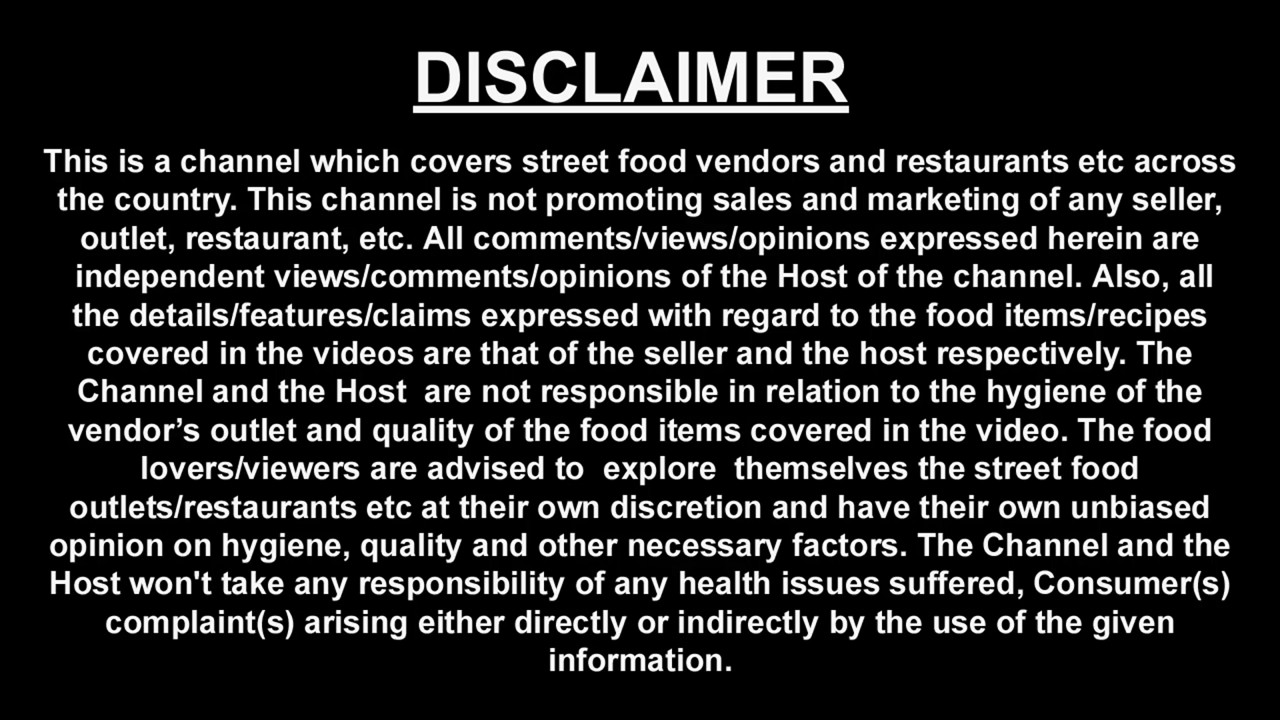 DISCLAIMER
This is a channel which covers street food vendors and restaurants etc across
the country. This channel is not promoting sales and marketing of any seller,
outlet, restaurant, etc. All comments/views/opinions expressed herein are
independent views/comments/opinions of the Host of the channel. Also, all
the details/features/claims expressed with regard to the food items/recipes
covered in the videos are that of the seller and the host respectively. The
Channel and the Host  are not responsible in relation to the hygiene of the
vendor’s outlet and quality of the food items covered in the video. The food
lovers/viewers are advised to  explore  themselves the street food
outlets/restaurants etc at their own discretion and have their own unbiased
opinion on hygiene, quality and other necessary factors. The Channel and the
Host won't take any responsibility of any health issues suffered, Consumer(s)
complaint(s) arising either directly or indirectly by the use of the given
information.